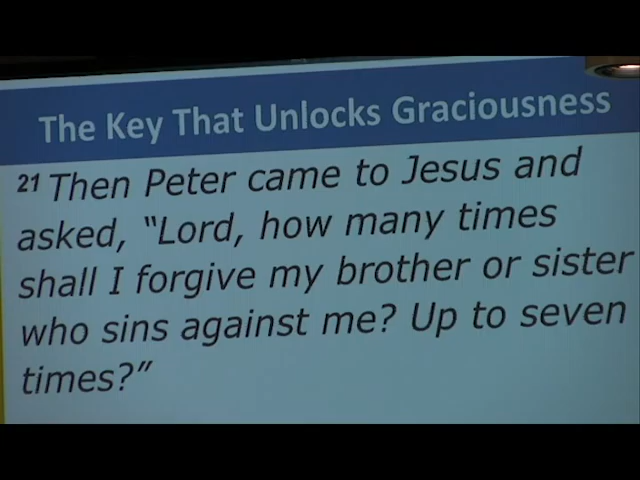 The Key That Unlocks Graciousness
21 Then Peter came to Jesus and
asked, “Lord, how many times
shall I forgive my brother or sister
who sins against me? Up to seven
times?”